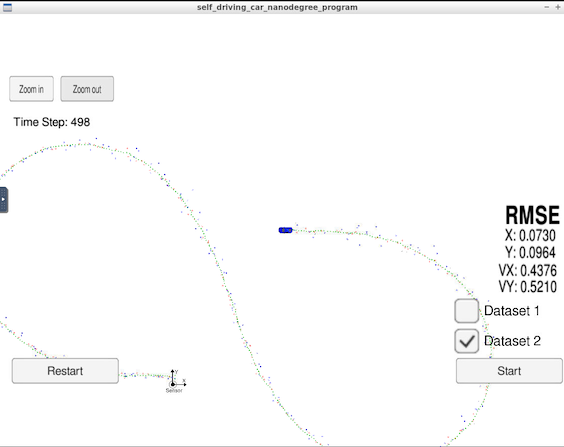 self_driving_car_nanodegree_program
Zoom in
Zoom out
Time Step: 498
RMSE
X: 0.0730
Y: 0.0964
VX: 0.4376
VY: 0.5210
Dataset 1
Dataset 2
Restart
Start
Y
X
Sensor